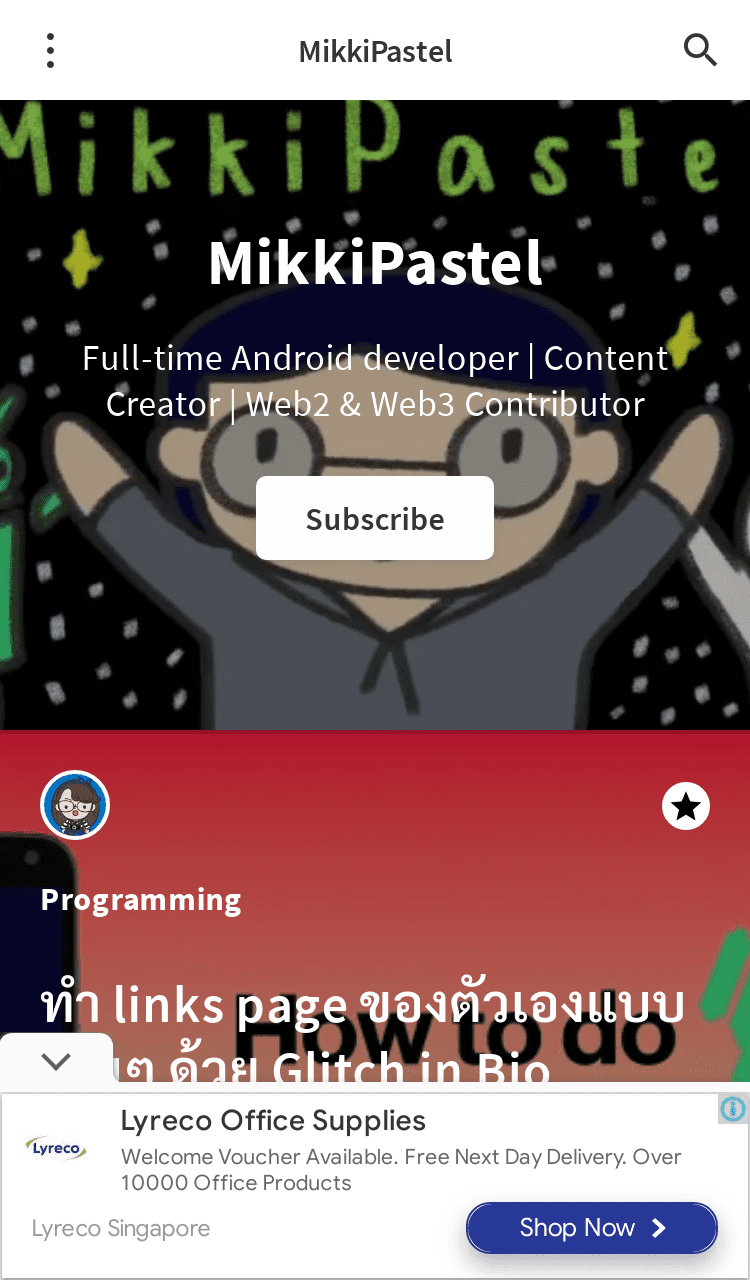 MikkiPastel
MikkiPaste
MikkiPastel
Full-time Android developer | Content
Creator | Web2 & Web3 Contributor
Subscribe
Programming
ทำ links page ของตัวเองแบบ
ๆ ด้วย Glitch in Bio
How to do
Lyreco Office Supplies
Lyreco
Welcome Voucher Available. Free Next Day Delivery. Over
10000 Office Products
Lyreco Singapore
Shop Now